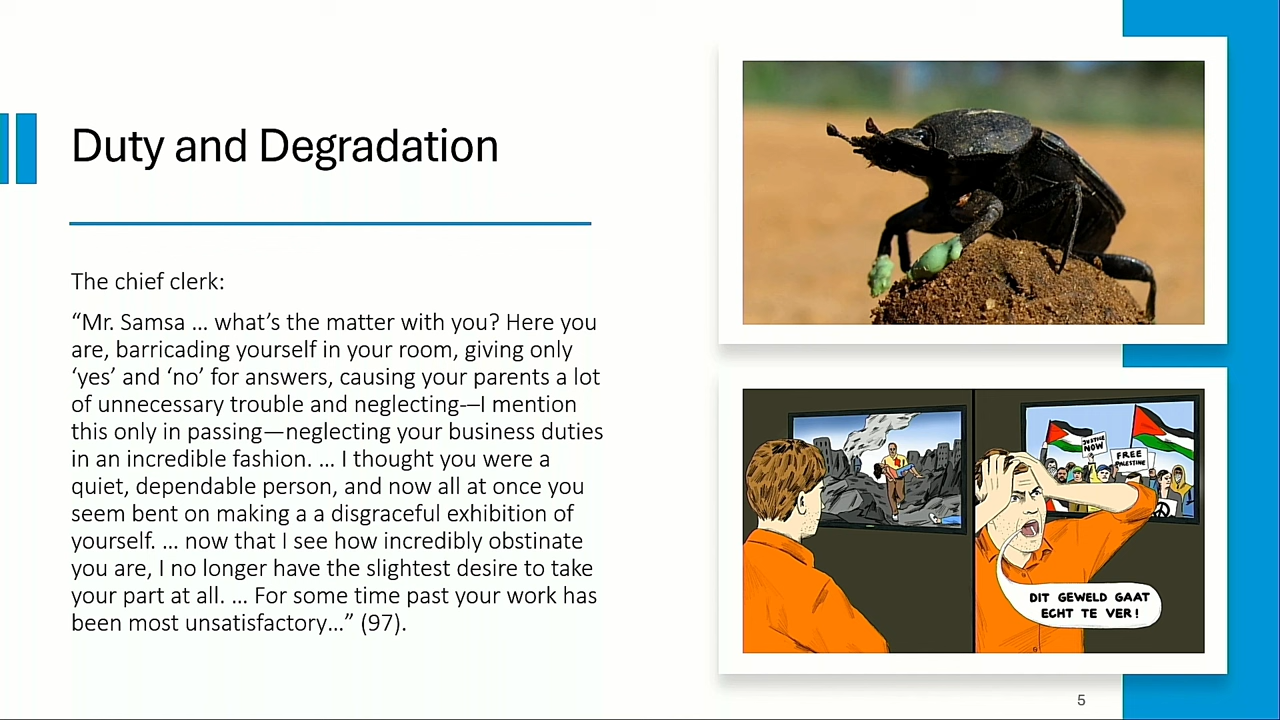 Duty and Degradation
The chief clerk:
“Mr. Samsa … what’s the matter with you? Here you
are, barricading yourself in your room, giving only
‘yes’ and ‘no’ for answers, causing your parents a lot
of unnecessary trouble and neglecting-–I mention
this only in passing—neglecting your business duties
in an incredible fashion. … I thought you were a
quiet, dependable person, and now all at once you
seem bent on making a a disgraceful exhibition of
yourself. … now that I see how incredibly obstinate
you are, I no longer have the slightest desire to take
your part at all. … For some time past your work has
been most unsatisfactory…” (97).
JUSTICE
NOW
FREE
PALESTINE
DIT GEWELD GAAT
ECHT TE VER!
5